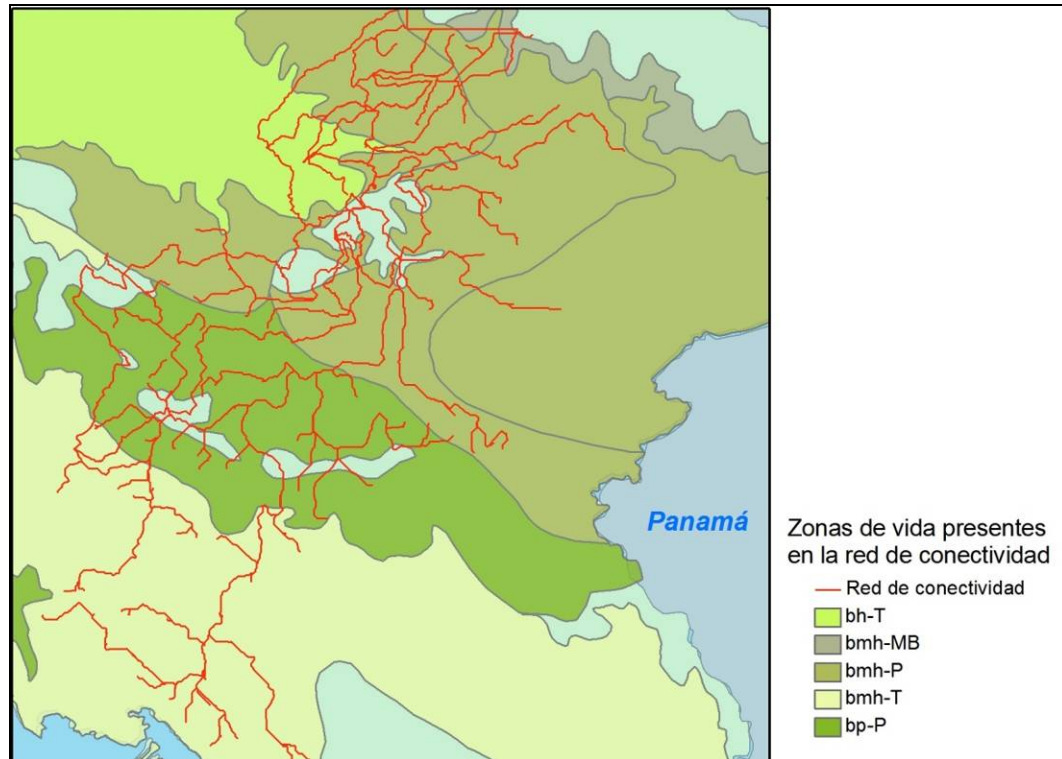 Panamá
Zonas de vida presentes
en la red de conectividad
Red de conectividad
bh-T
bmh-MB
bmh-P
bmh-T
bp-P